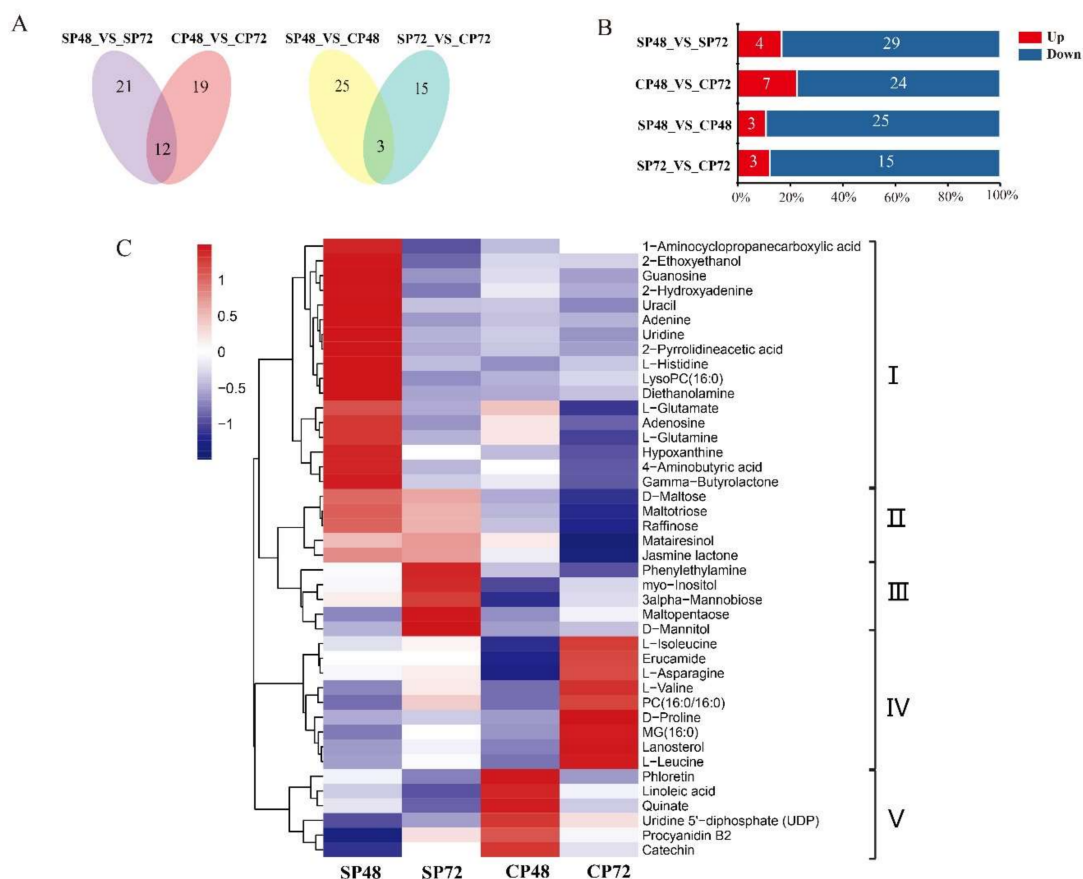 A
SP48_VS_SP72 CP48_VS_CP72 SP48_VS_CP48 SP72_VS_CP72
21 19 25 15
12 3
B
Up
Down
SP48_VS_SP72 4 29
CP48_VS_CP72 7 24
SP48_VS_CP48 3 25
SP72_VS_CP72 3 15
0% 20% 40% 60% 80% 100%
C
1
0.5
0
−0.5
−1
1−Aminocyclopropanecarboxylic acid
2−Ethoxyethanol
Guanosine
2−Hydroxyadenine
Uracil
Adenine
Uridine
2−Pyrrolidineacetic acid
L−Histidine
LysoPC(16:0)
Diethanolamine
L−Glutamate
Adenosine
L−Glutamine
Hypoxanthine
4−Aminobutyric acid
Gamma−Butyrolactone
D−Maltose
Maltotriose
Raffinose
Matairesinol
Jasmine lactone
Phenylethylamine
myo−Inositol
3alpha−Mannobiose
Maltopentaose
D−Mannitol
L−Isoleucine
Erucamide
L−Asparagine
L−Valine
PC(16:0/16:0)
D−Proline
MG(16:0)
Lanosterol
L−Leucine
Phloretin
Linoleic acid
Quinate
Uridine 5'−diphosphate (UDP)
Procyanidin B2
Catechin
I
II
III
IV
V
SP48 SP72 CP48 CP72